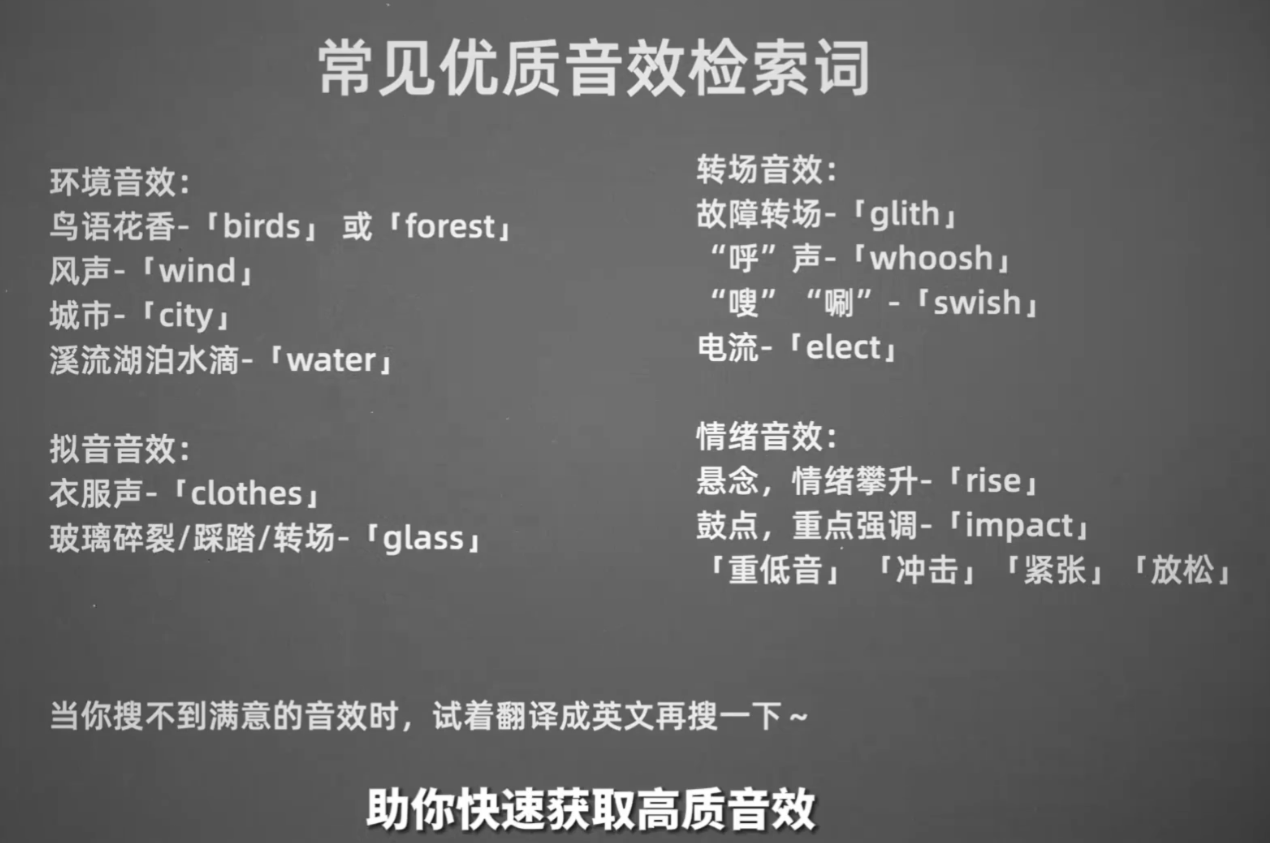 常见优质音效检索词
环境音效：
鸟语花香-「birds」 或「forest」
风声-「wind」
城市-「city」
溪流湖泊水滴-「water」
拟音音效：
衣服声-「clothes」
玻璃碎裂/踩踏/转场-「glass」
转场音效：
故障转场-「glith」
“呼”声-「whoosh」
“嗖”“唰”-「swish」
电流-「elect」
情绪音效：
悬念，情绪攀升-「rise」
鼓点，重点强调-「impact」
「重低音」「冲击」「紧张」「放松」
当你搜不到满意的音效时，试着翻译成英文再搜一下～
助你快速获取高质音效